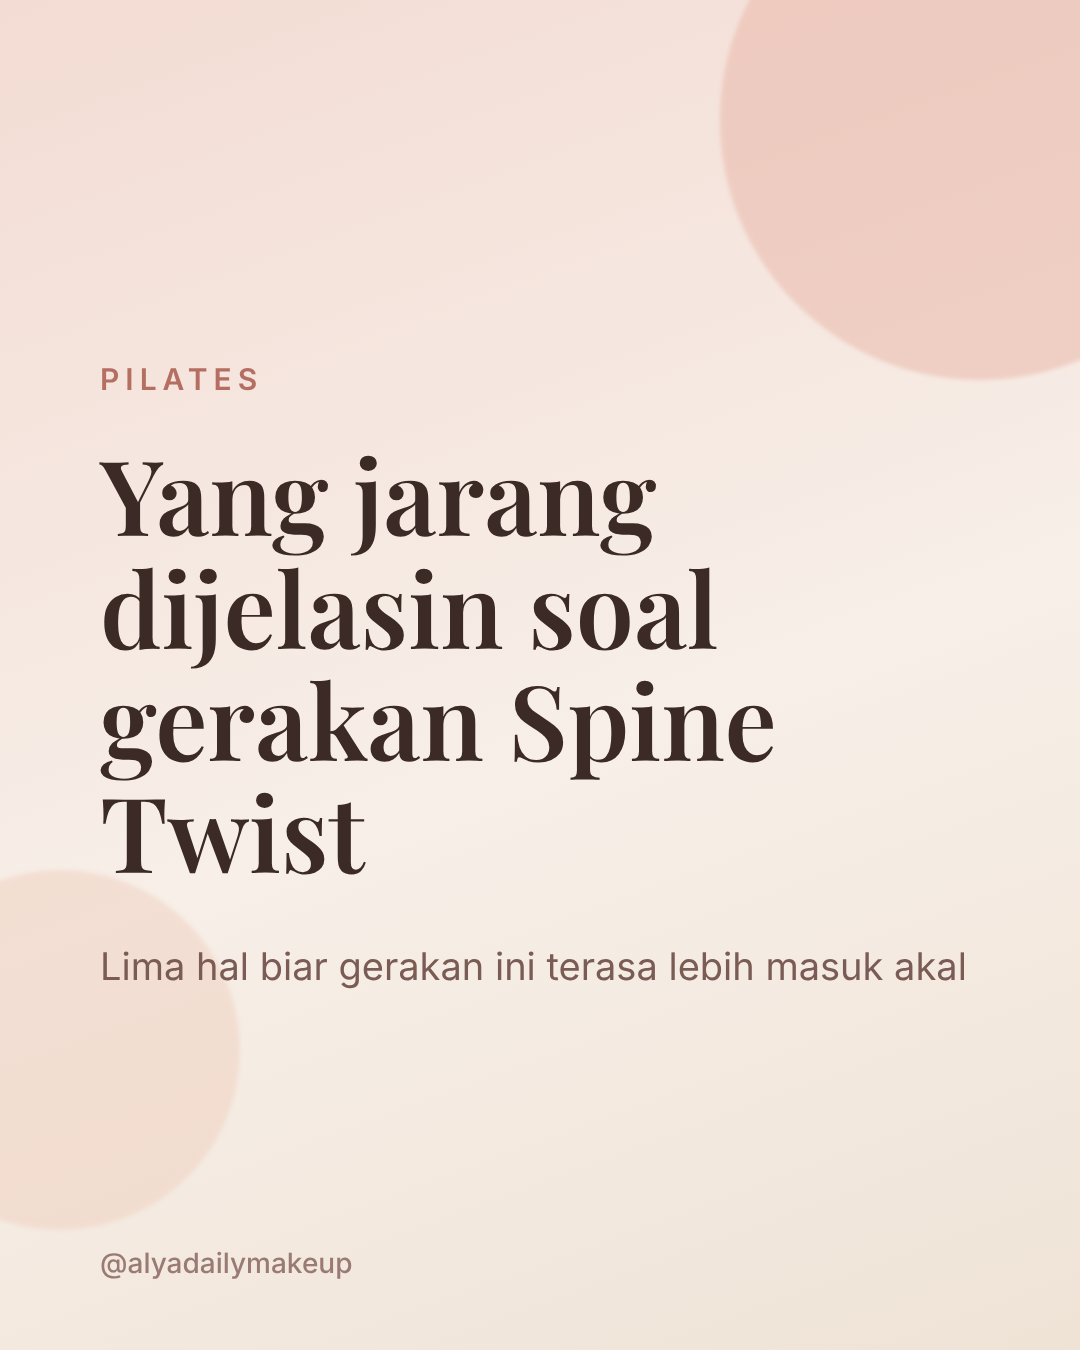 PILATES
Yang jarang
dijelasin soal
gerakan Spine
Twist
Lima hal biar gerakan ini terasa lebih masuk akal
@alyadailymakeup